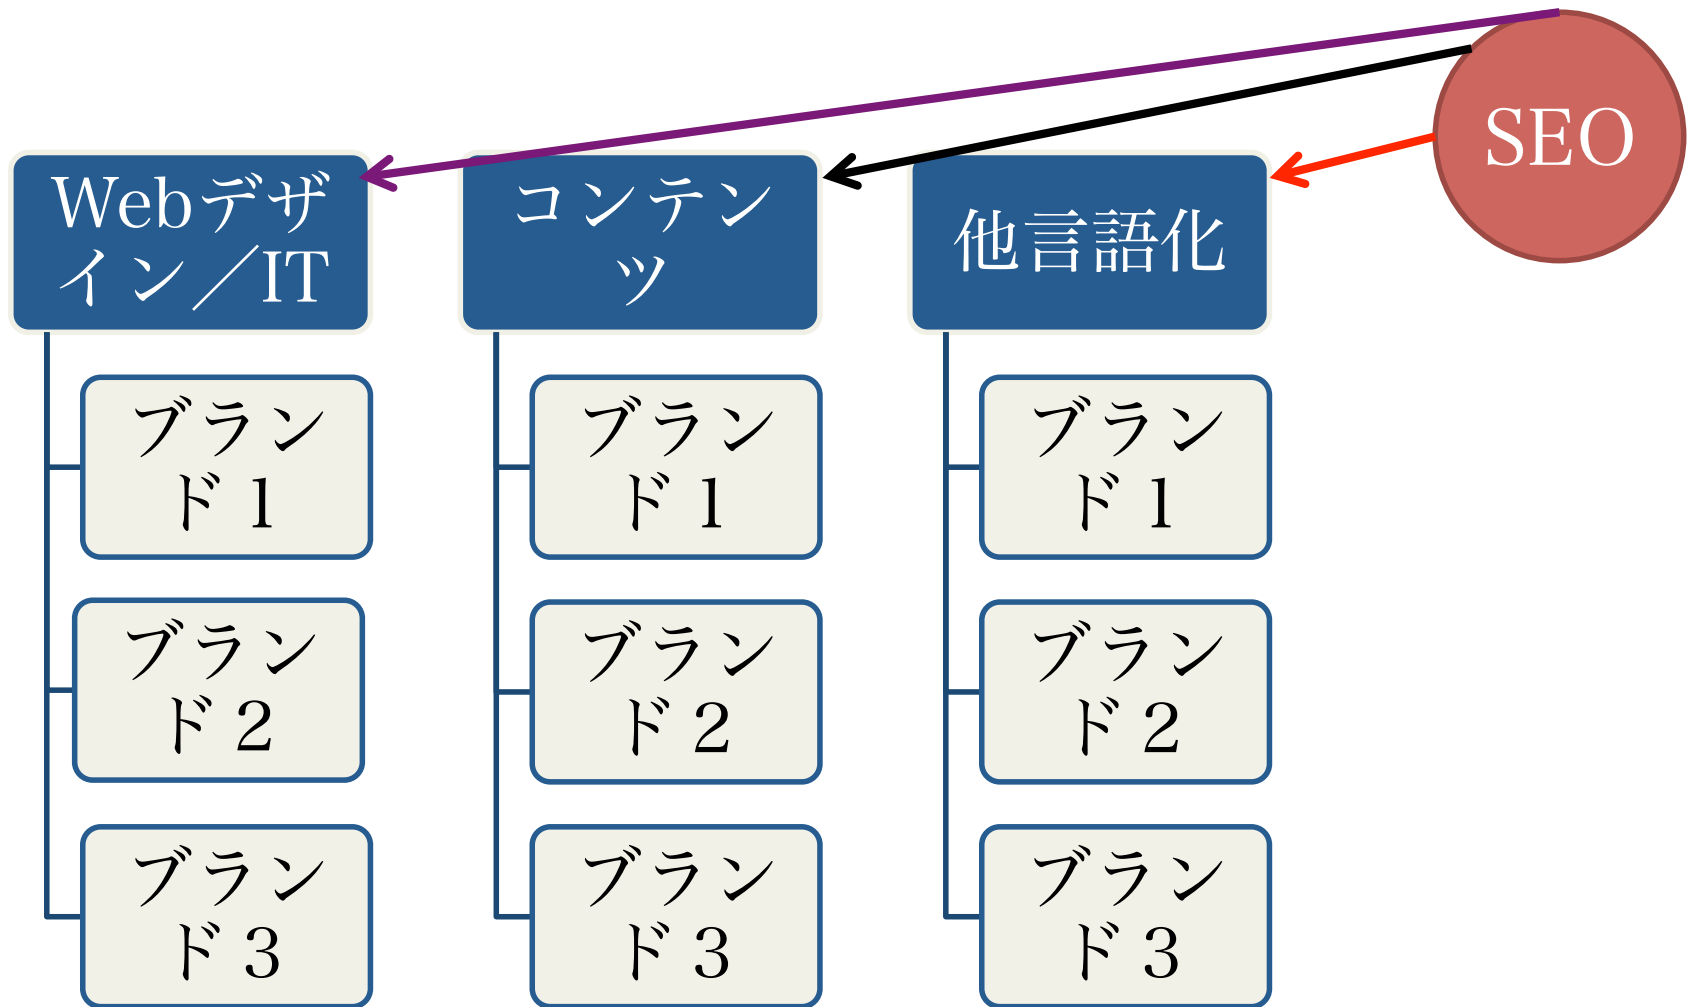 SEO
Webデザ
イン／IT
コンテン
ツ
他言語化
ブラン
ド１
ブラン
ド１
ブラン
ド１
ブラン
ド２
ブラン
ド２
ブラン
ド２
ブラン
ド３
ブラン
ド３
ブラン
ド３